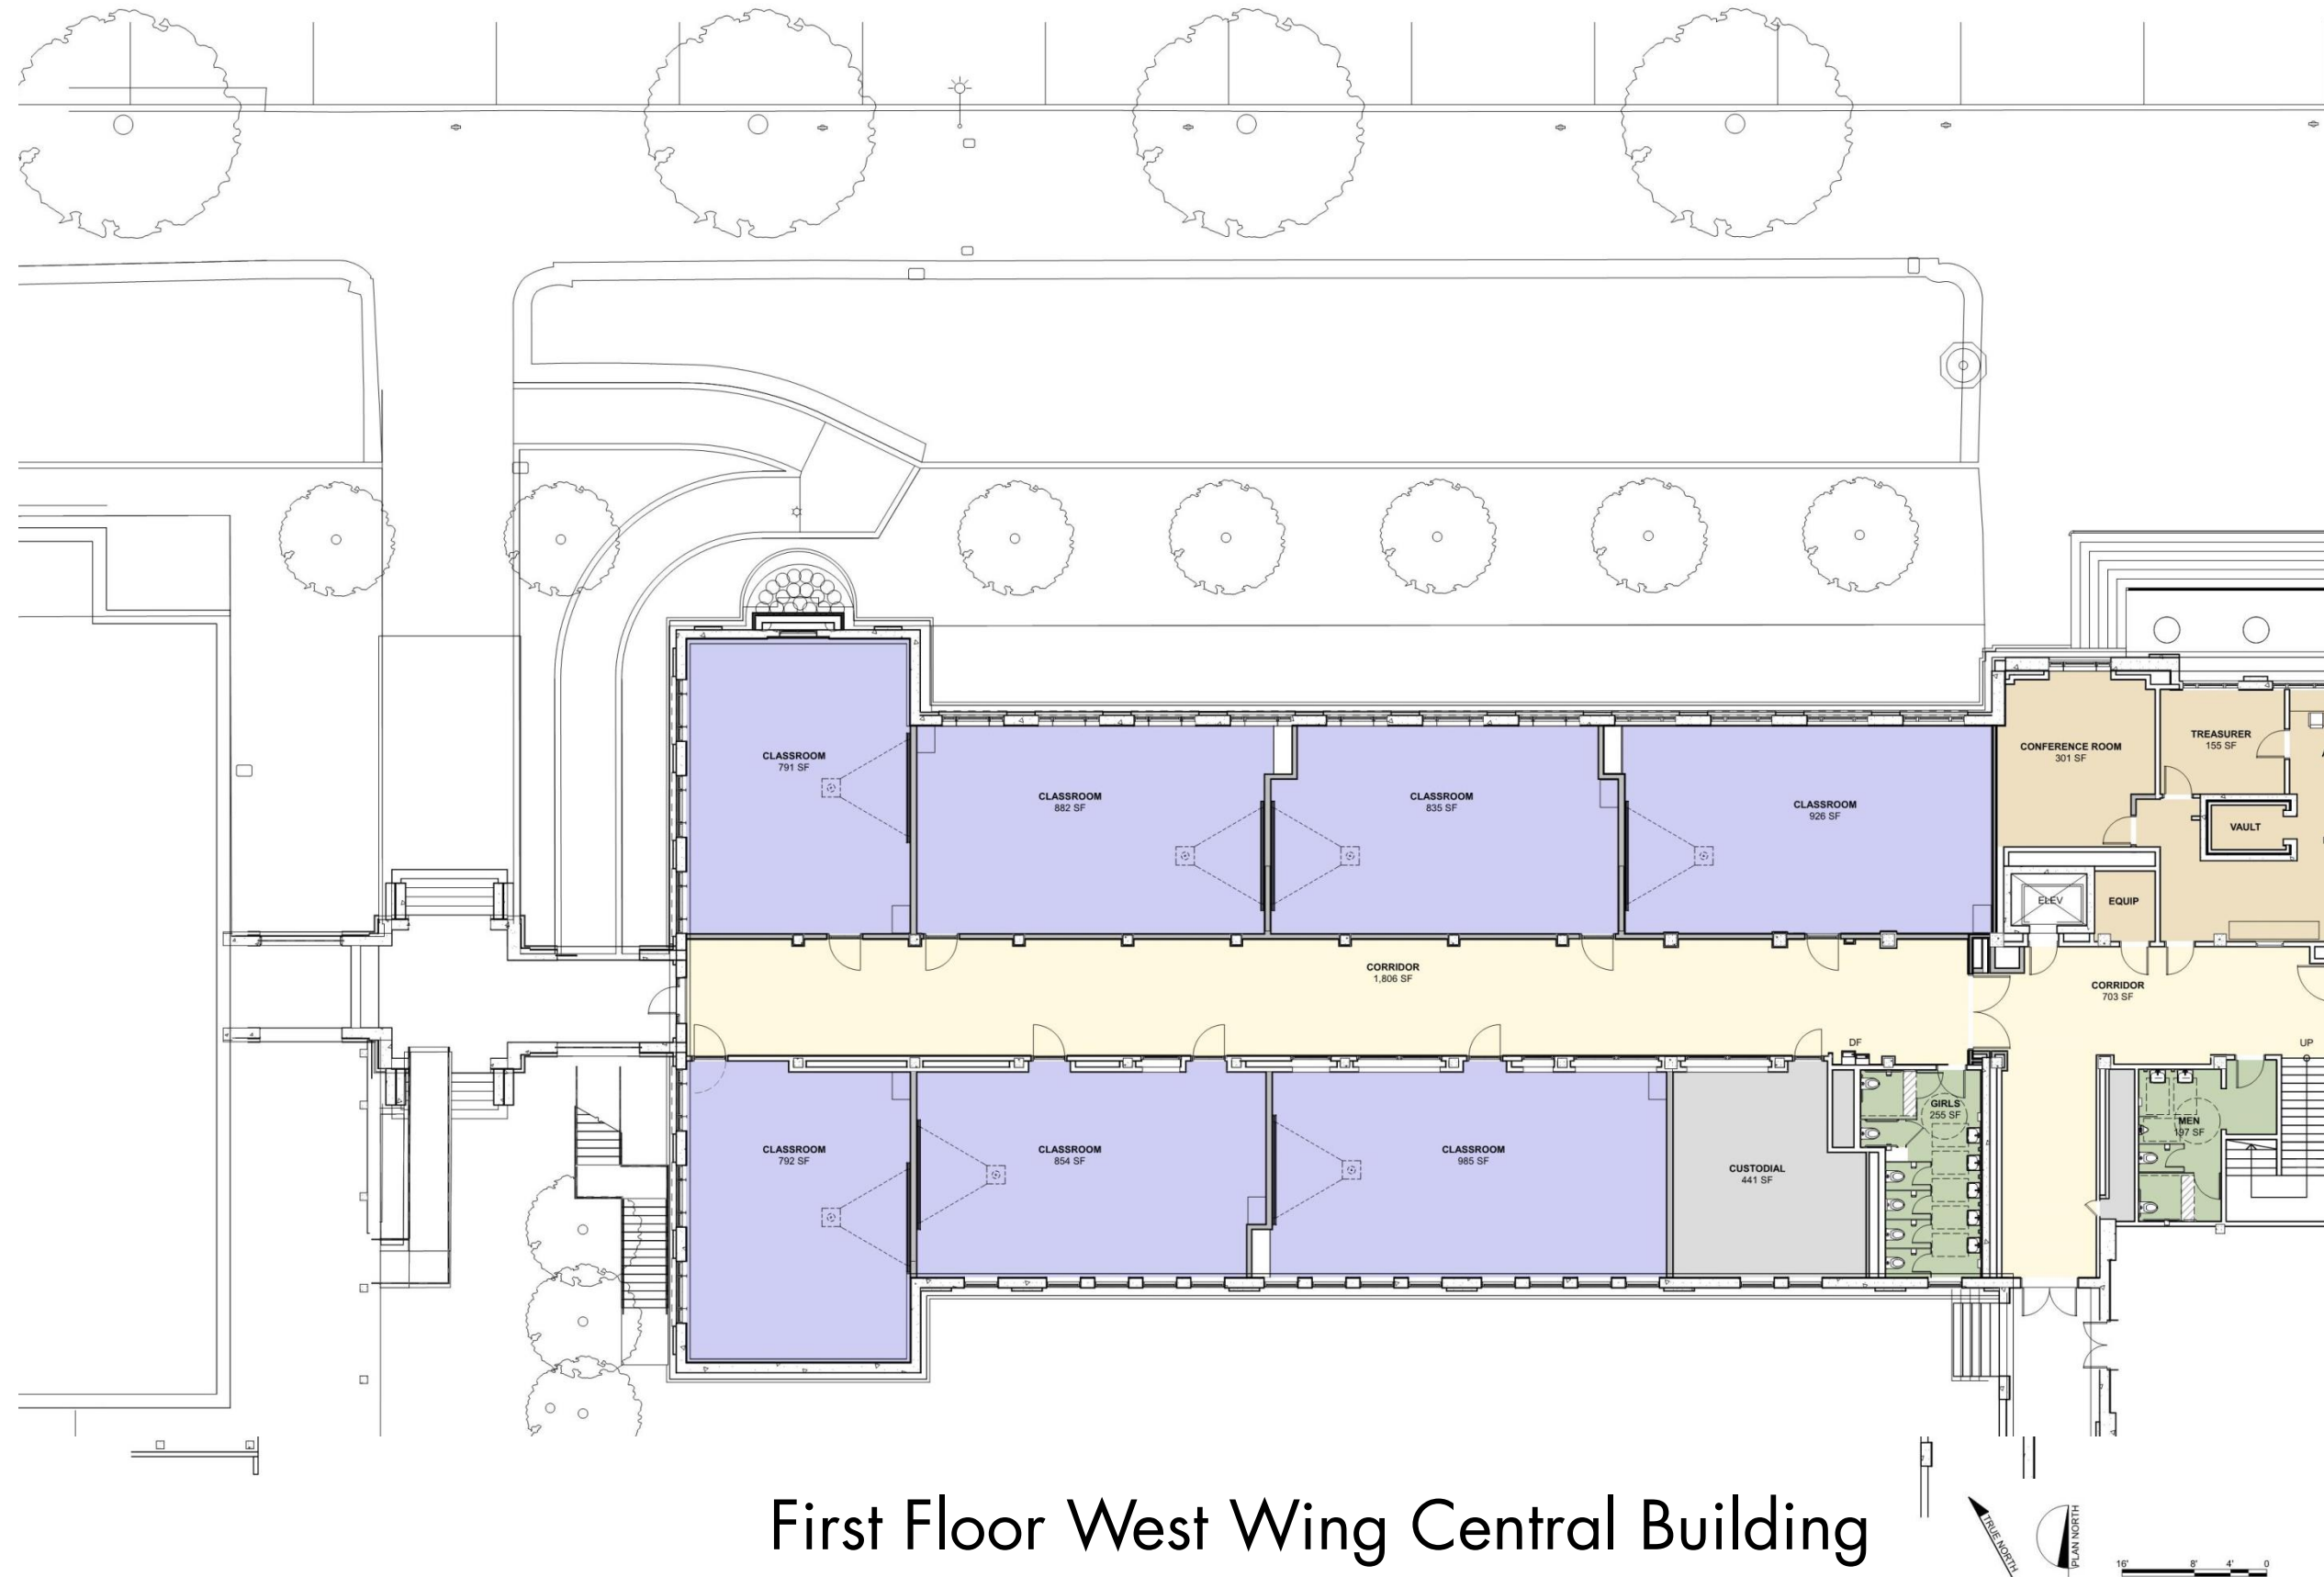 CLASSROOM
791 SF
CLASSROOM
882 SF
CLASSROOM
835 SF
CLASSROOM
926 SF
CONFERENCE ROOM
301 SF
TREASURER
155 SF
VAULT
ELEV
EQUIP
CORRIDOR
1,806 SF
CORRIDOR
703 SF
DF
UP
CLASSROOM
792 SF
CLASSROOM
854 SF
CLASSROOM
985 SF
CUSTODIAL
441 SF
GIRLS
255 SF
MEN
197 SF
First Floor West Wing Central Building
TRUE NORTH
PLAN NORTH
16' 8' 4' 0